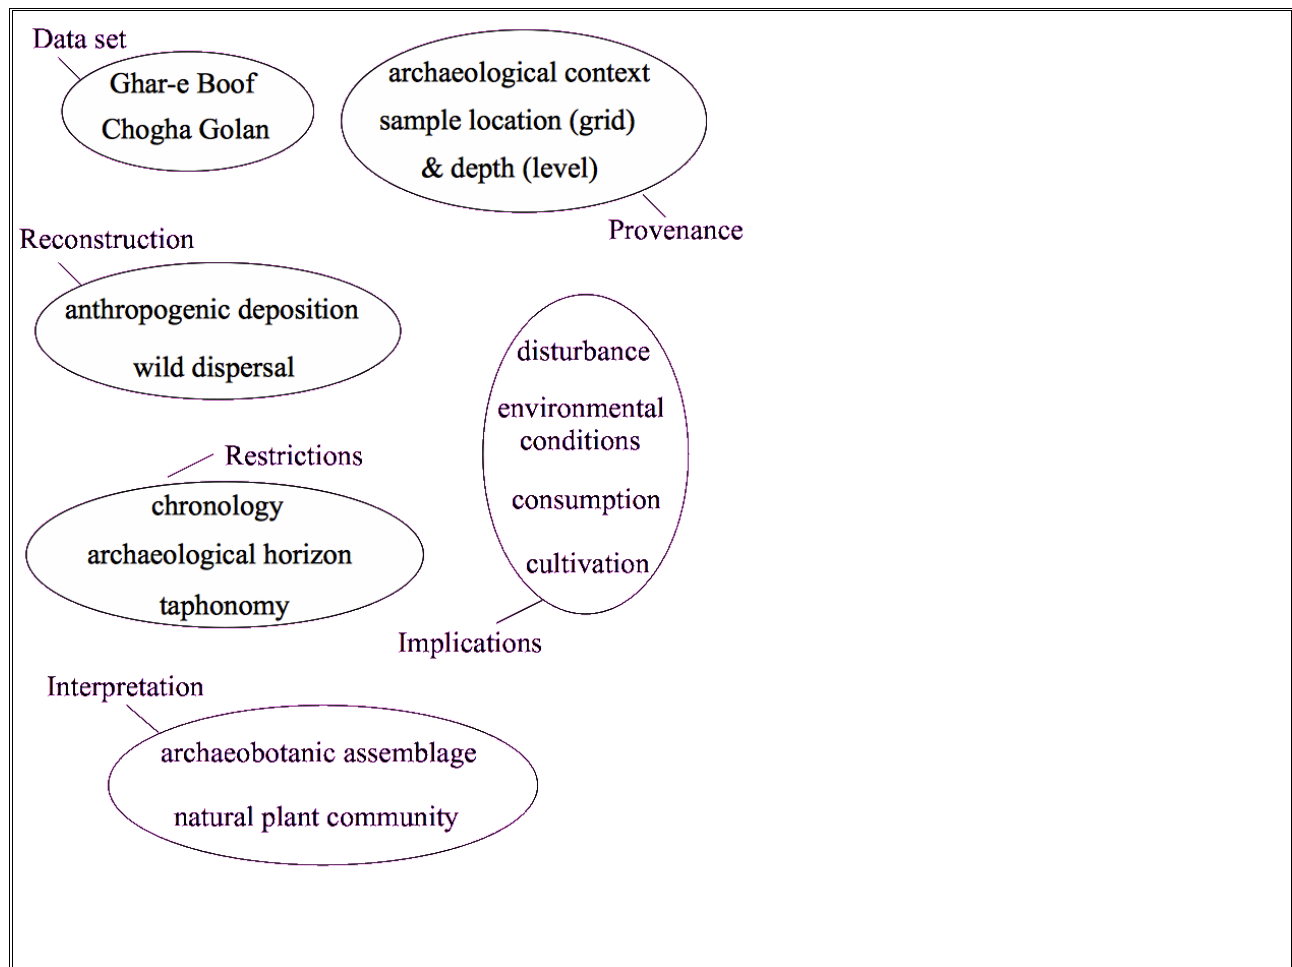 Data set
Ghar-e Boof
Chogha Golan
archaeological context
sample location (grid)
& depth (level)
Provenance
Reconstruction
anthropogenic deposition
wild dispersal
disturbance
environmental
conditions
consumption
cultivation
Implications
Restrictions
chronology
archaeological horizon
taphonomy
Interpretation
archaeobotanic assemblage
natural plant community